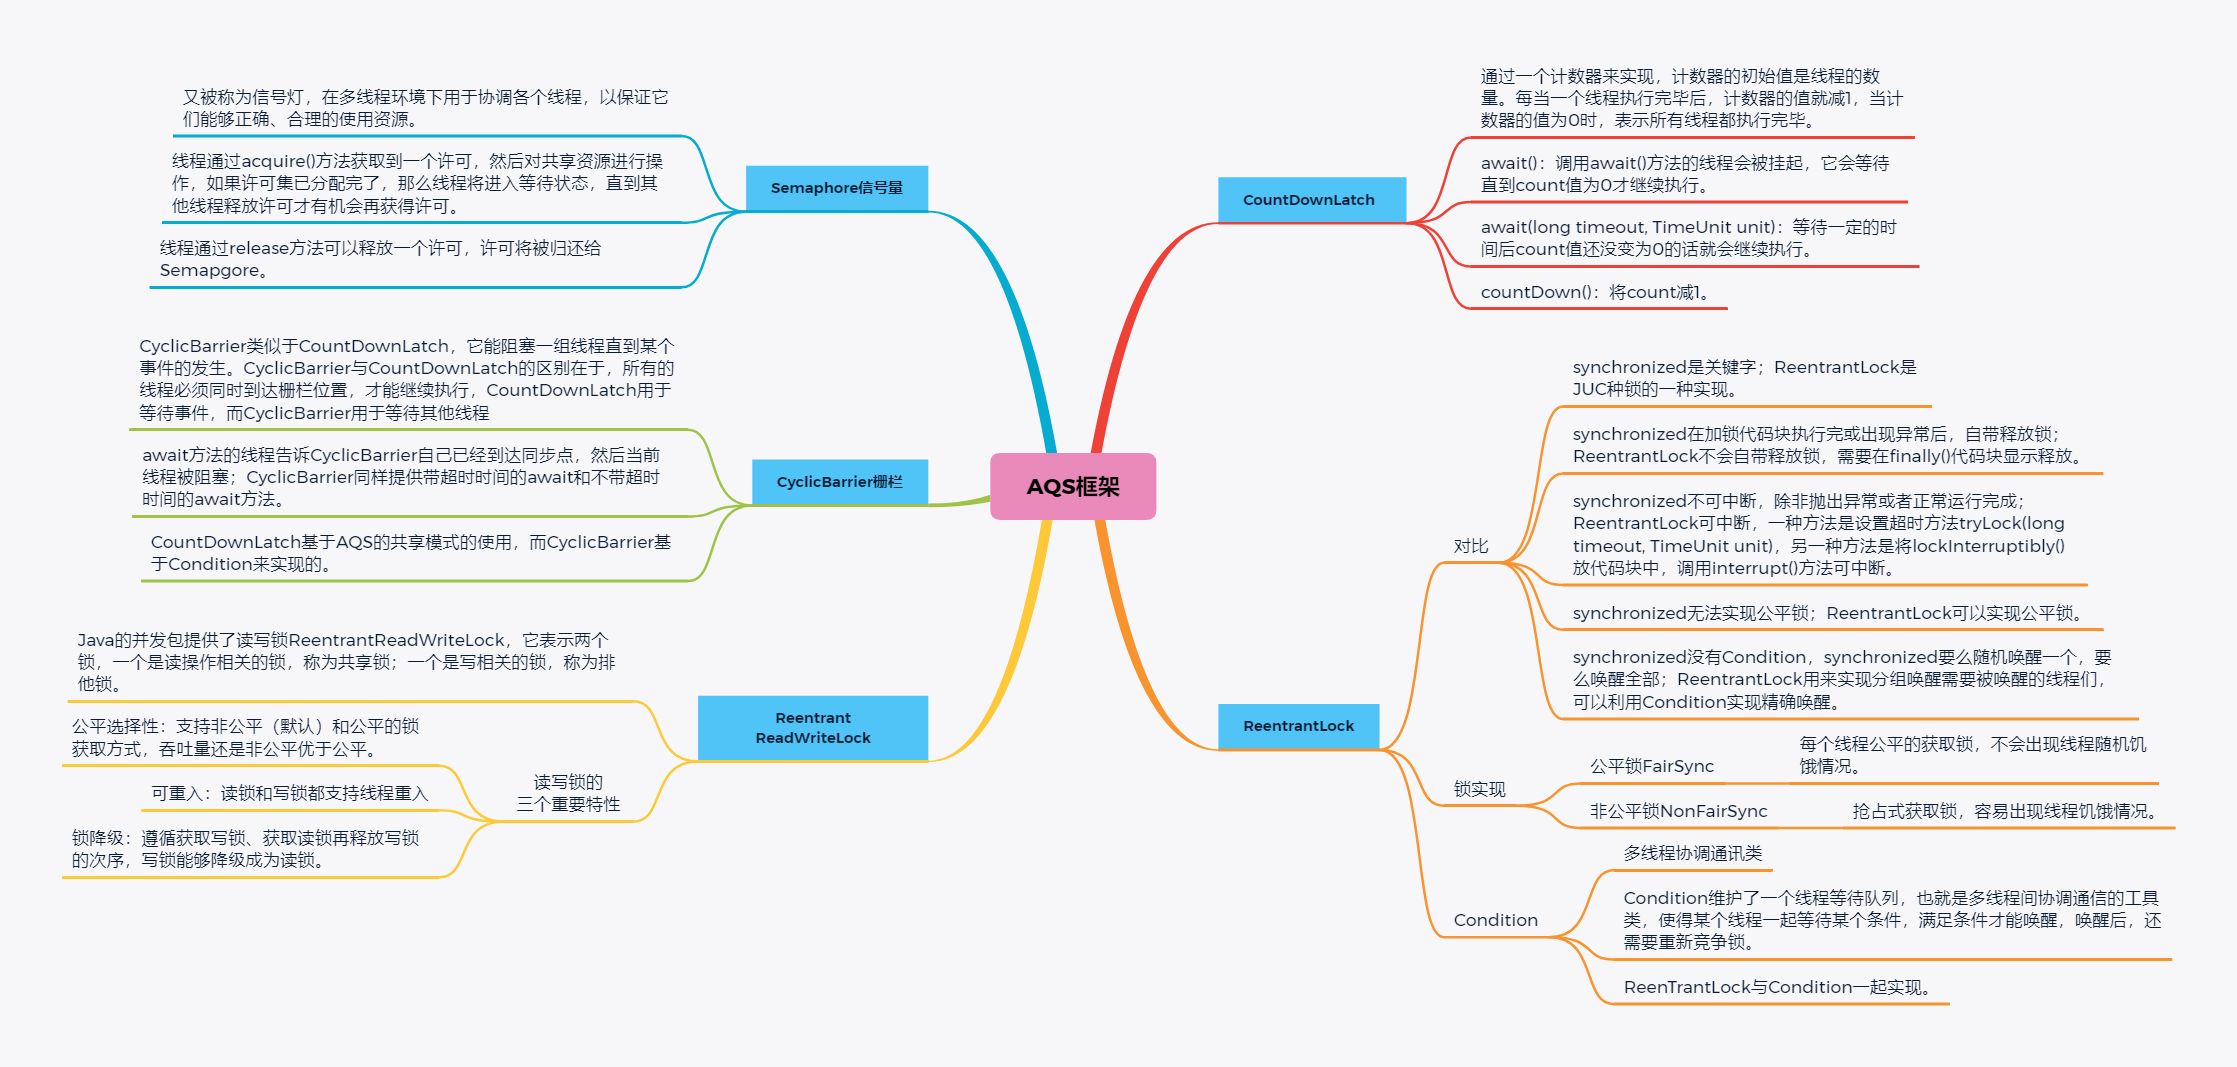 AQS框架
Semaphore信号量
又被称为信号灯，在多线程环境下用于协调各个线程，以保证它
们能够正确、合理的使用资源。
线程通过acquire()方法获取到一个许可，然后对共享资源进行操
作，如果许可集已分配完了，那么线程将进入等待状态，直到其
他线程释放许可才有机会再获得许可。
线程通过release方法可以释放一个许可，许可将被归还给
Semapgore。
CyclicBarrier栅栏
CyclicBarrier类似于CountDownLatch，它能阻塞一组线程直到某个
事件的发生。CyclicBarrier与CountDownLatch的区别在于，所有的
线程必须同时到达栅栏位置，才能继续执行，CountDownLatch用于
等待事件，而CyclicBarrier用于等待其他线程
await方法的线程告诉CyclicBarrier自己已经到达同步点，然后当前
线程被阻塞；CyclicBarrier同样提供带超时时间的await和不带超时
时间的await方法。
CountDownLatch基于AQS的共享模式的使用，而CyclicBarrier基
于Condition来实现的。
Reentrant
ReadWriteLock
Java的并发包提供了读写锁ReentrantReadWriteLock，它表示两个
锁，一个是读操作相关的锁，称为共享锁；一个是写相关的锁，称为排
他锁。
读写锁的
三个重要特性
公平选择性：支持非公平（默认）和公平的锁
获取方式，吞吐量还是非公平优于公平。
可重入：读锁和写锁都支持线程重入
锁降级：遵循获取写锁、获取读锁再释放写锁
的次序，写锁能够降级成为读锁。
CountDownLatch
通过一个计数器来实现，计数器的初始值是线程的数
量。每当一个线程执行完毕后，计数器的值就减1，当计
数器的值为0时，表示所有线程都执行完毕。
await()：调用await()方法的线程会被挂起，它会等待
直到count值为0才继续执行。
await(long timeout, TimeUnit unit)：等待一定的时
间后count值还没变为0的话就会继续执行。
countDown()：将count减1。
ReentrantLock
对比
synchronized是关键字；ReentrantLock是
JUC种锁的一种实现。
synchronized在加锁代码块执行完或出现异常后，自带释放锁；
ReentrantLock不会自带释放锁，需要在finally()代码块显示释放。
synchronized不可中断，除非抛出异常或者正常运行完成；
ReentrantLock可中断，一种方法是设置超时方法tryLock(long
timeout, TimeUnit unit)，另一种方法是将lockInterruptibly()
放代码块中，调用interrupt()方法可中断。
synchronized无法实现公平锁；ReentrantLock可以实现公平锁。
synchronized没有Condition，synchronized要么随机唤醒一个，要
么唤醒全部；ReentrantLock用来实现分组唤醒需要被唤醒的线程们，
可以利用Condition实现精确唤醒。
锁实现
公平锁FairSync
每个线程公平的获取锁，不会出现线程随机饥
饿情况。
非公平锁NonFairSync
抢占式获取锁，容易出现线程饥饿情况。
Condition
多线程协调通讯类
Condition维护了一个线程等待队列，也就是多线程间协调通信的工具
类，使得某个线程一起等待某个条件，满足条件才能唤醒，唤醒后，还
需要重新竞争锁。
ReenTrantLock与Condition一起实现。